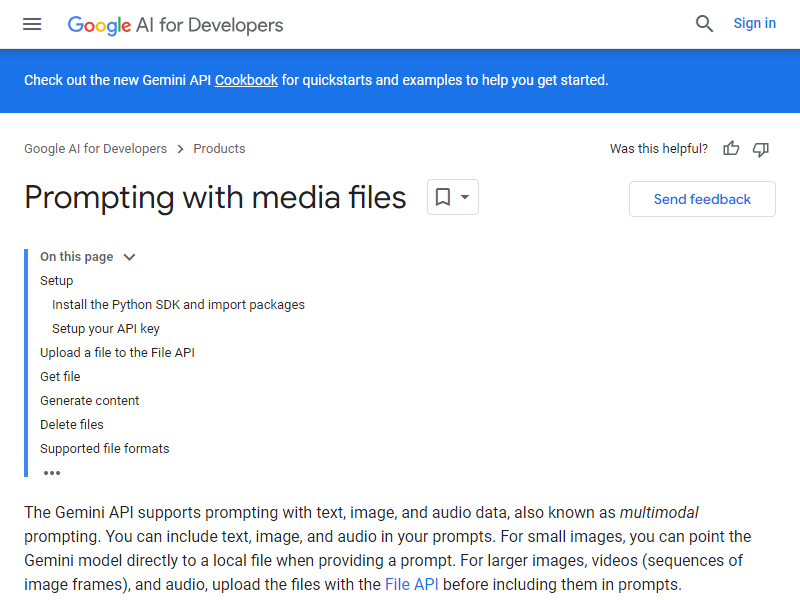 Google AI for Developers
Sign in
Check out the new Gemini API Cookbook for quickstarts and examples to help you get started.
Google AI for Developers > Products
Was this helpful?
Prompting with media files
Send feedback
On this page
Setup
Install the Python SDK and import packages
Setup your API key
Upload a file to the File API
Get file
Generate content
Delete files
Supported file formats
The Gemini API supports prompting with text, image, and audio data, also known as multimodal
prompting. You can include text, image, and audio in your prompts. For small images, you can point the
Gemini model directly to a local file when providing a prompt. For larger images, videos (sequences of
image frames), and audio, upload the files with the File API before including them in prompts.